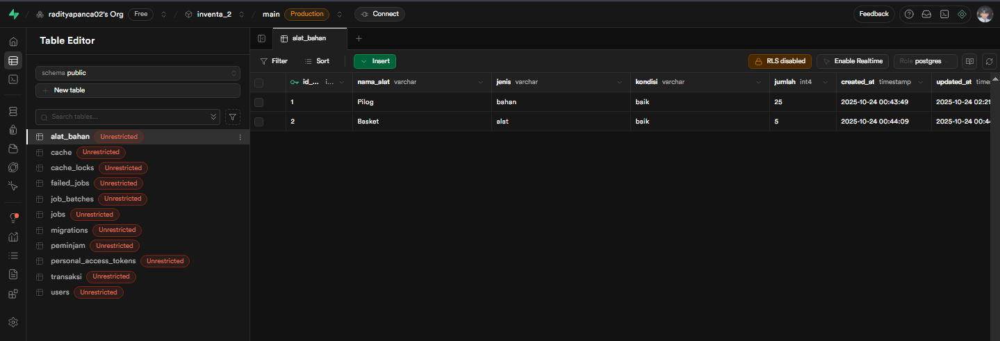 radityapanca02's Org Free / inventa_2 / main Production Connect Feedback
Table Editor
alat_bahan
schema public
New table
Search tables...
alat_bahan Unrestricted
cache Unrestricted
cache_locks Unrestricted
failed_jobs Unrestricted
job_batches Unrestricted
jobs Unrestricted
migrations Unrestricted
peminjam Unrestricted
personal_access_tokens Unrestricted
transaksi Unrestricted
users Unrestricted
Filter Sort Insert RLS disabled Enable Realtime Role postgres
id_... i... nama_alat varchar jenis varchar kondisi varchar jumlah int4 created_at timestamp updated_at time
1 Pilog bahan baik 25 2025-10-24 00:43:49 2025-10-24 02:21
2 Basket alat baik 5 2025-10-24 00:44:09 2025-10-24 00:4